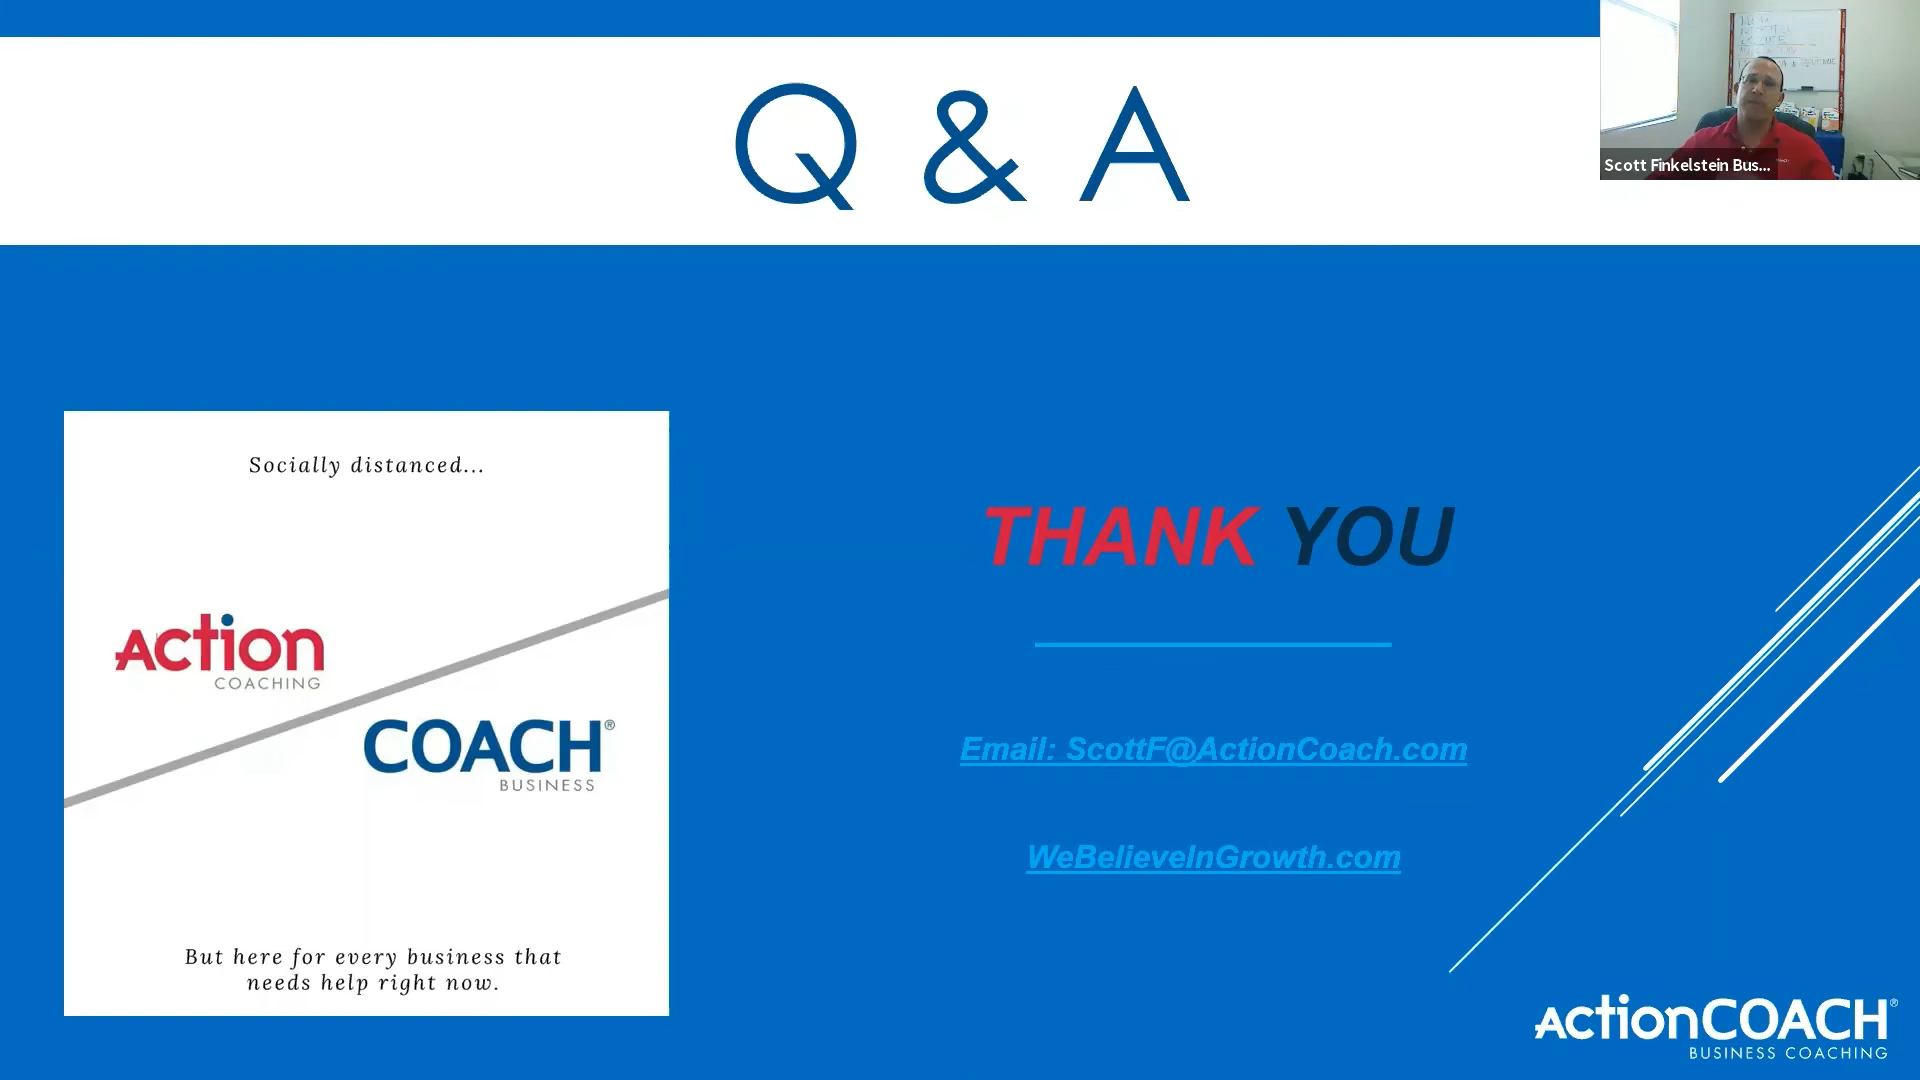 Q & A
Scott Finkelstein Bus...
Socially distanced...
Action
COACHING
COACH®
BUSINESS
But here for every business that
needs help right now.
THANK YOU
Email: ScottF@ActionCoach.com
WeBelieveInGrowth.com
ActionCOACH®
BUSINESS COACHING